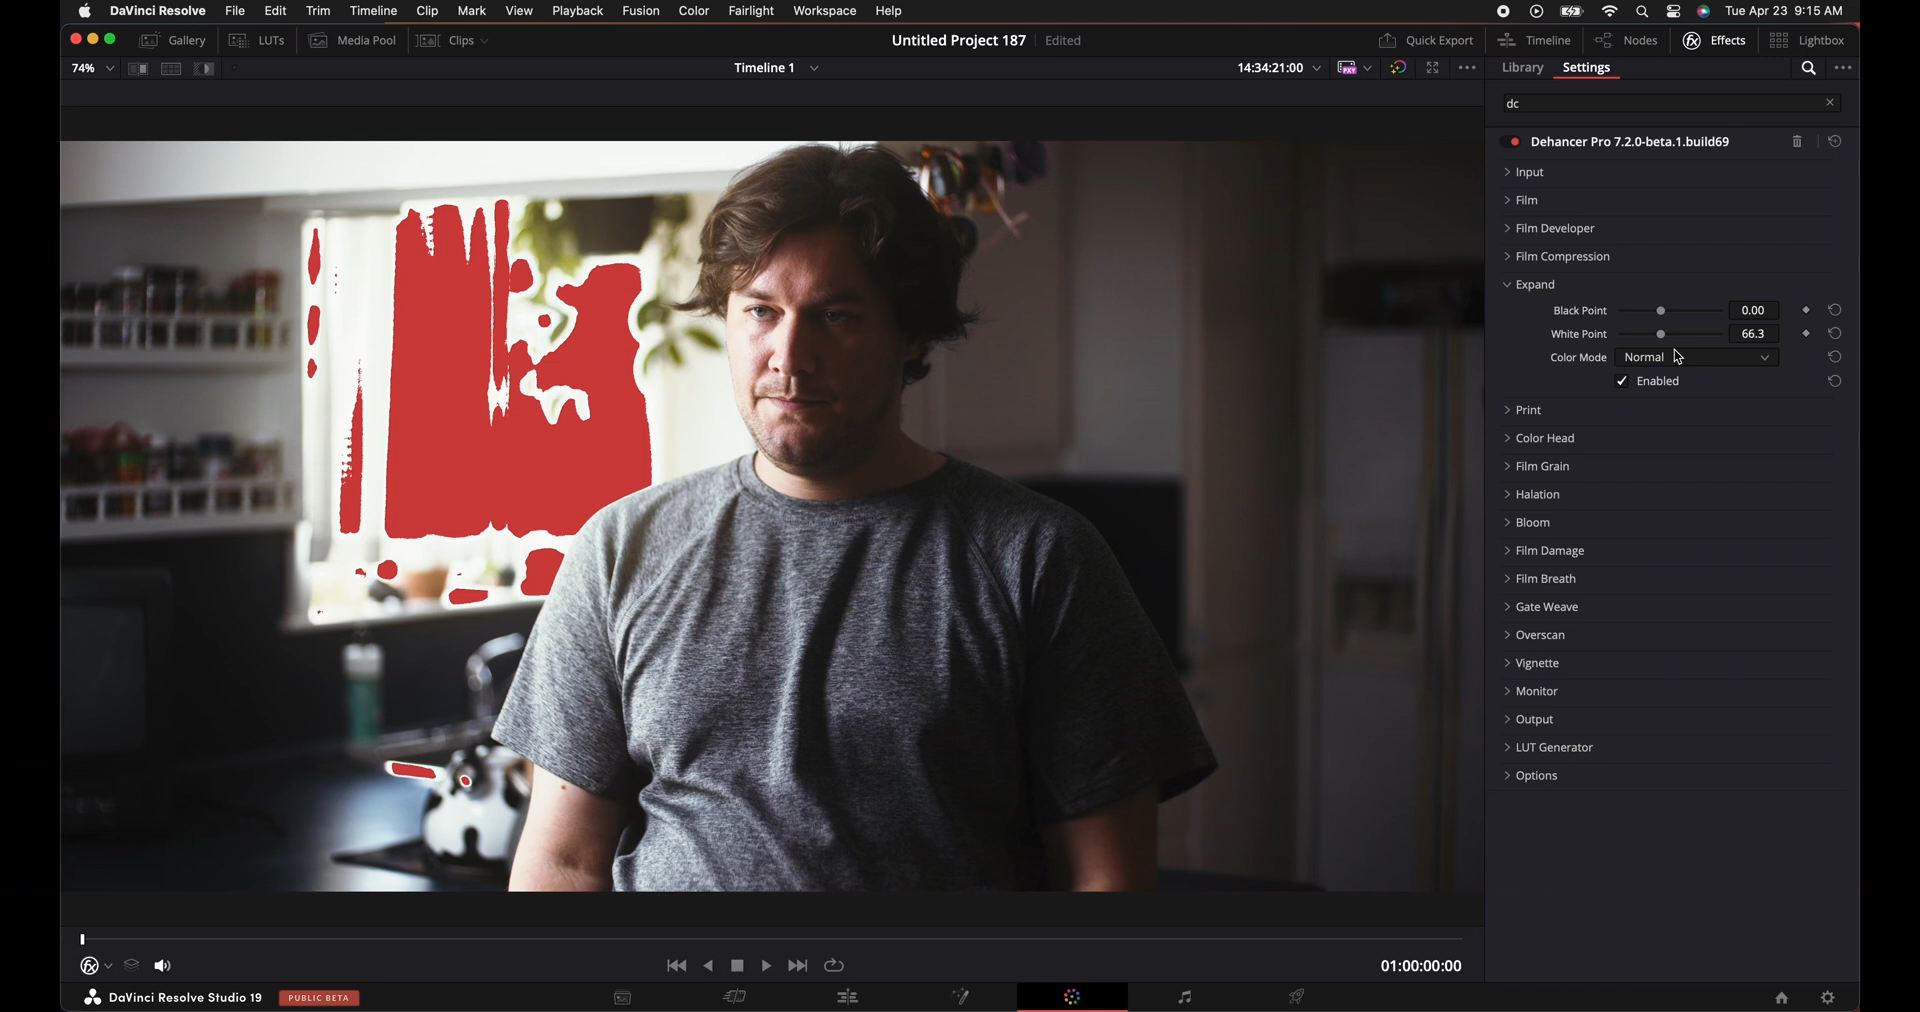 DaVinci Resolve File Edit Trim Timeline Clip Mark View Playback Fusion Color Fairlight Workspace Help Tue Apr 23 9:15 AM
Gallery LUTs Media Pool Clips Untitled Project 187 Edited Quick Export Timeline Nodes Effects Lightbox
74% Timeline 1 14:34:21:00 PXY Library Settings
dc
Dehancer Pro 7.2.0-beta.1.build69
Input
Film
Film Developer
Film Compression
Expand
Black Point 0.00
White Point 66.3
Color Mode Normal
Enabled
Print
Color Head
Film Grain
Halation
Bloom
Film Damage
Film Breath
Gate Weave
Overscan
Vignette
Monitor
Output
LUT Generator
Options
01:00:00:00
DaVinci Resolve Studio 19 PUBLIC BETA